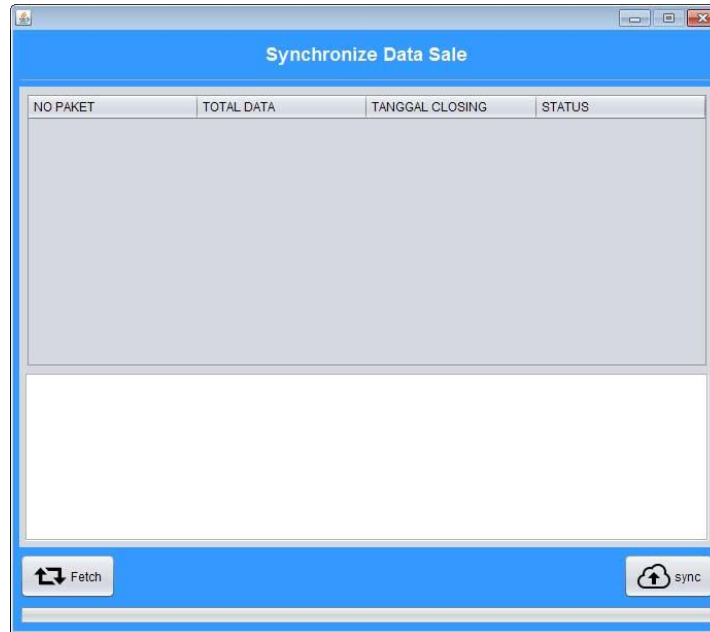 Synchronize Data Sale
NO PAKET TOTAL DATA TANGGAL CLOSING STATUS
Fetch sync